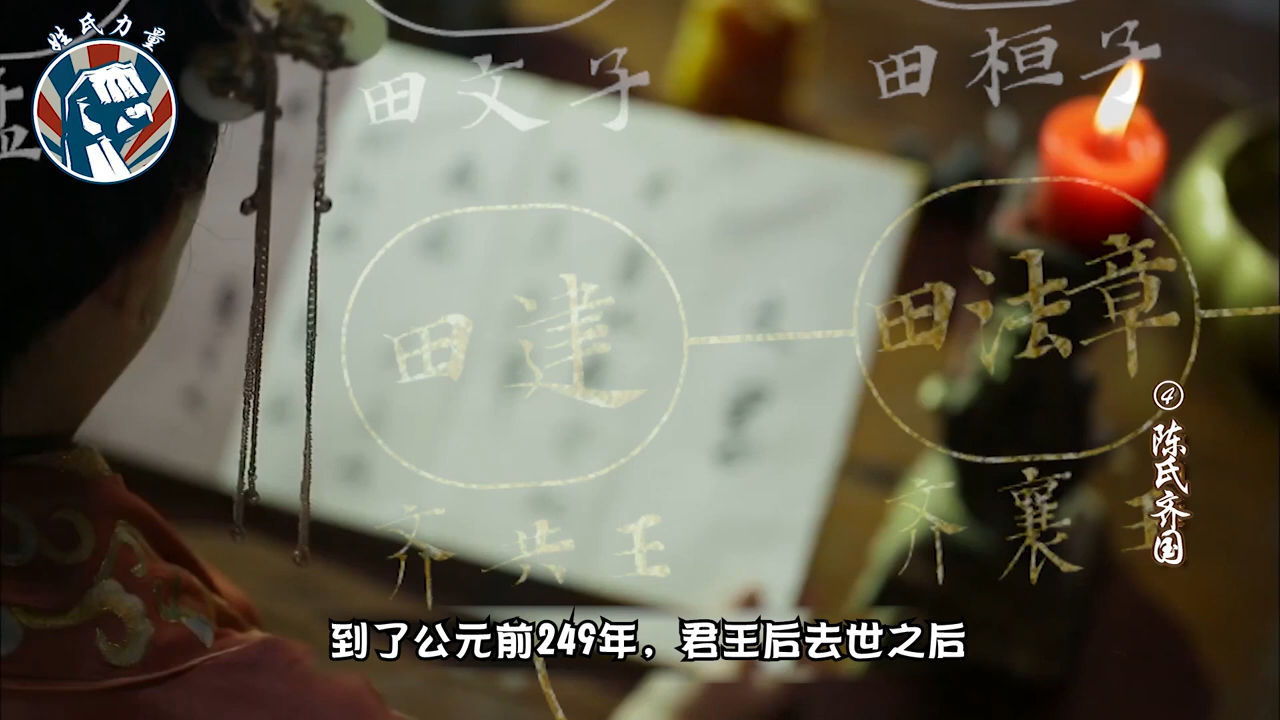 姓氏力量
田文子
田桓子
孟
田建
田法章
④陈氏齐国
齐共王
齐襄王
到了公元前249年，君王后去世之后